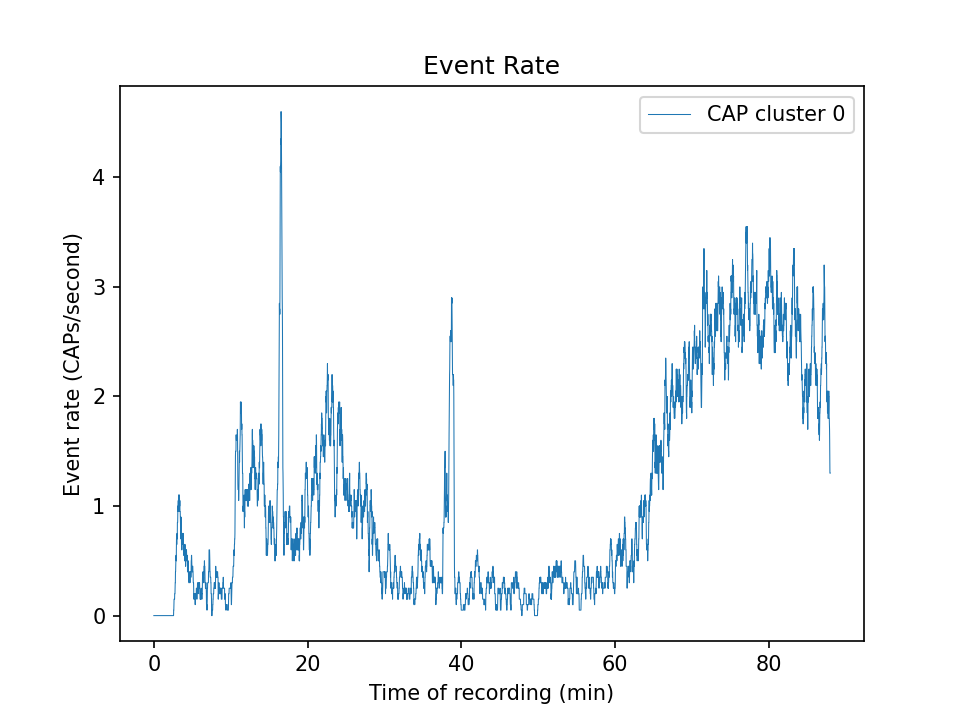 Event Rate
CAP cluster 0
Event rate (CAPs/second)
4
3
2
1
0
0 20 40 60 80
Time of recording (min)